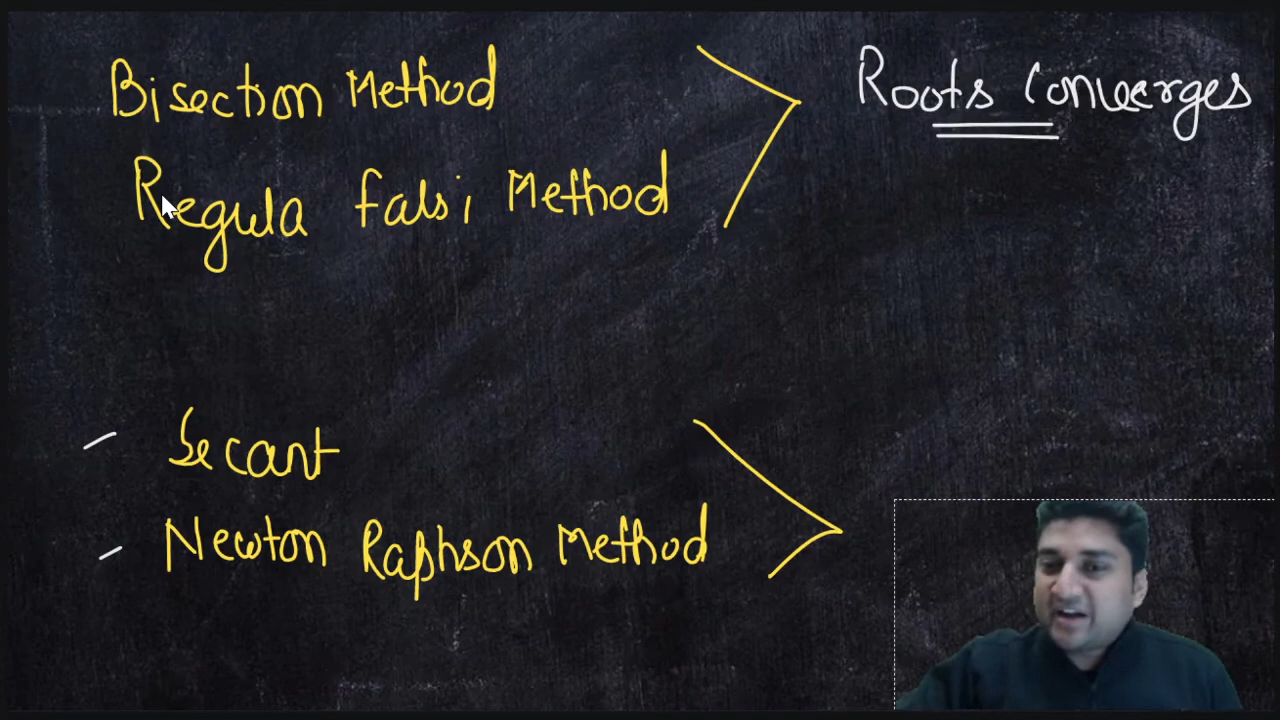 Bisection Method
Roots Converges
Regula falsi Method
Secant
Newton Raphson Method